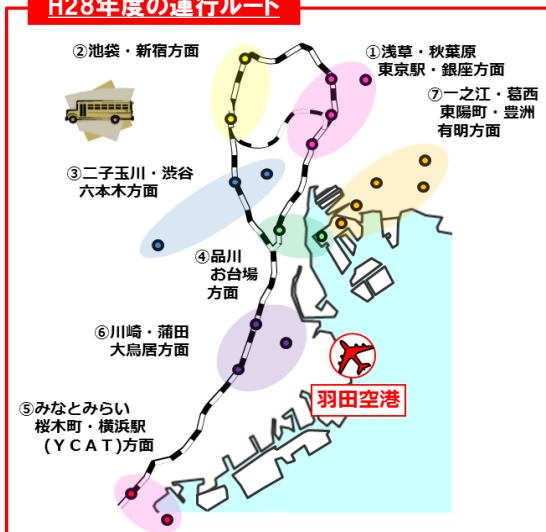 H28年度の運行ルート
②池袋・新宿方面
①浅草・秋葉原
東京駅・銀座方面
⑦一之江・葛西
東陽町・豊洲
有明方面
③二子玉川・渋谷
六本木方面
④品川
お台場
方面
⑥川崎・蒲田
大鳥居方面
羽田空港
⑤みなとみらい
桜木町・横浜駅
(ＹＣＡＴ)方面